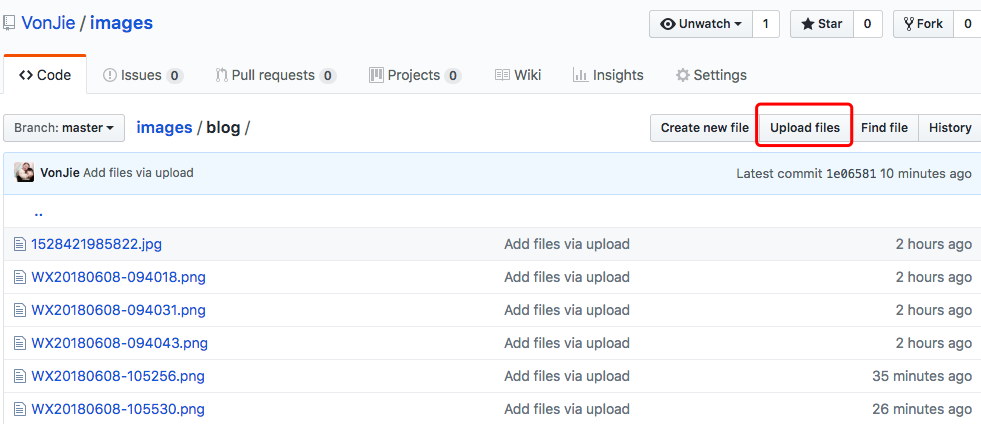 VonJie / images Unwatch 1 Star 0 Fork 0
Code Issues 0 Pull requests 0 Projects 0 Wiki Insights Settings
Branch: master images / blog / Create new file Upload files Find file History
VonJie Add files via upload Latest commit 1e06581 10 minutes ago
..
1528421985822.jpg Add files via upload 2 hours ago
WX20180608-094018.png Add files via upload 2 hours ago
WX20180608-094031.png Add files via upload 2 hours ago
WX20180608-094043.png Add files via upload 2 hours ago
WX20180608-105256.png Add files via upload 35 minutes ago
WX20180608-105530.png Add files via upload 26 minutes ago